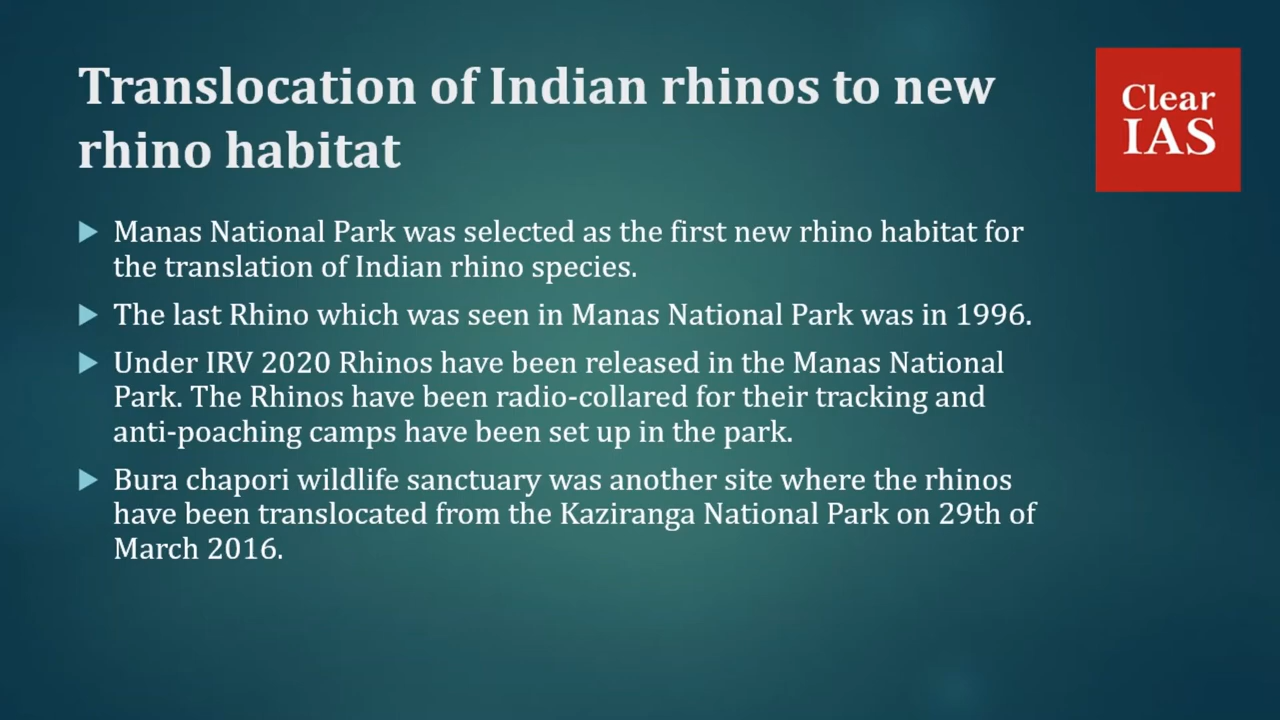 Translocation of Indian rhinos to new
rhino habitat
Clear
IAS
Manas National Park was selected as the first new rhino habitat for
the translation of Indian rhino species.
The last Rhino which was seen in Manas National Park was in 1996.
Under IRV 2020 Rhinos have been released in the Manas National
Park. The Rhinos have been radio-collared for their tracking and
anti-poaching camps have been set up in the park.
Bura chapori wildlife sanctuary was another site where the rhinos
have been translocated from the Kaziranga National Park on 29th of
March 2016.